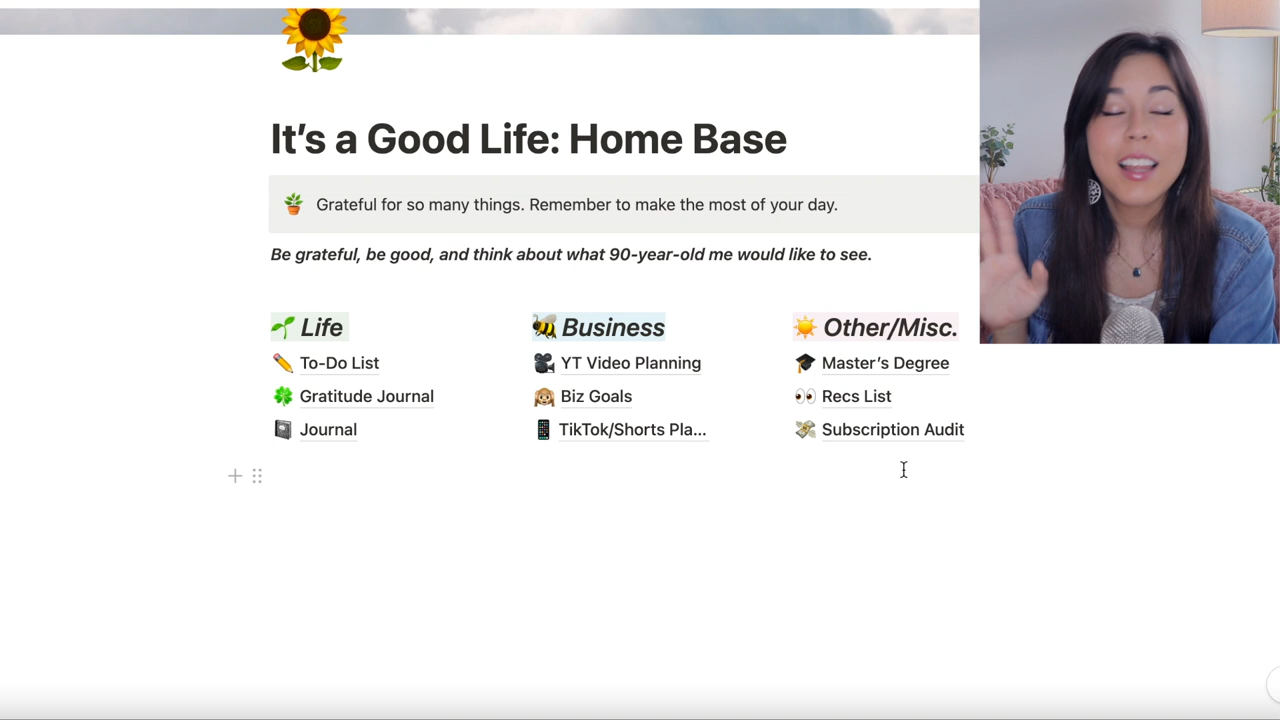 It’s a Good Life: Home Base
Grateful for so many things. Remember to make the most of your day.
Be grateful, be good, and think about what 90-year-old me would like to see.
Life
To-Do List
Gratitude Journal
Journal
Business
YT Video Planning
Biz Goals
TikTok/Shorts Pla...
Other/Misc.
Master’s Degree
Recs List
Subscription Audit